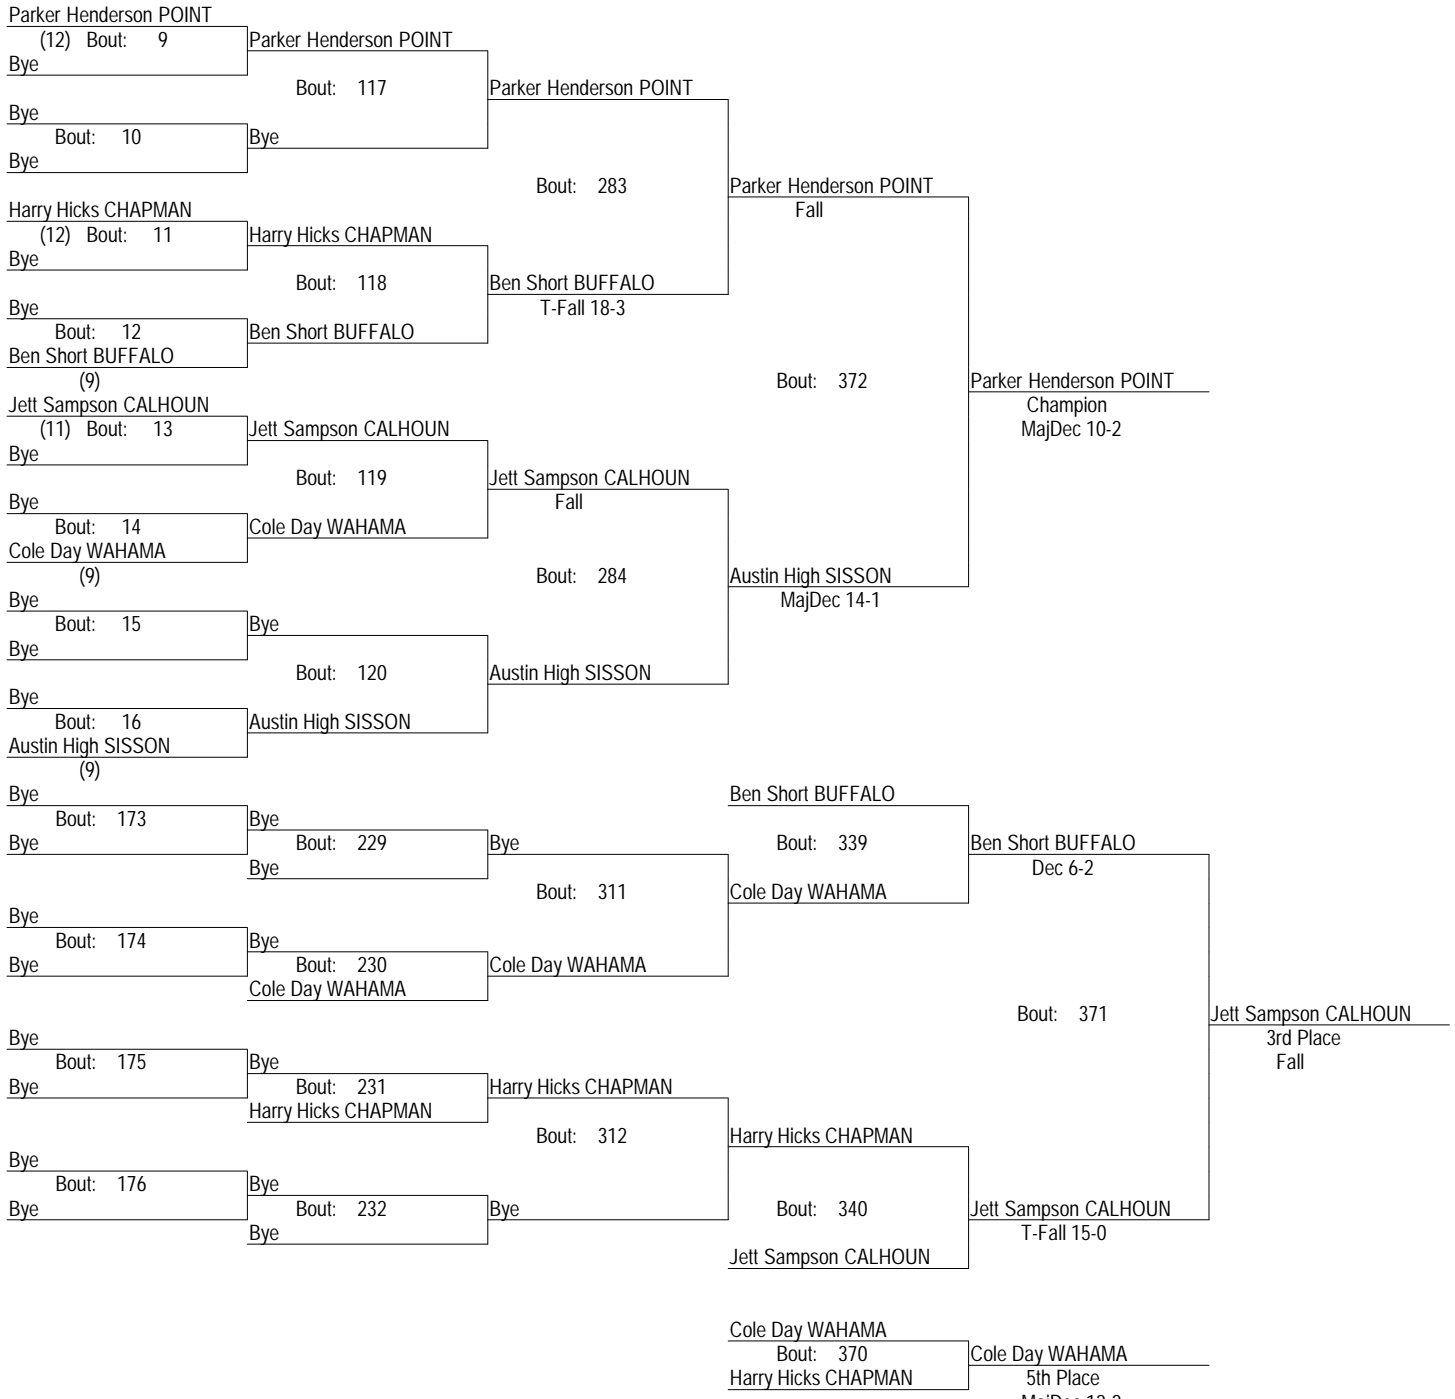 Parker Henderson POINT
(12) Bout: 9
Parker Henderson POINT
Bye
Bout: 117
Parker Henderson POINT
Bye
Bout: 10
Bye
Bye
Bout: 283
Parker Henderson POINT
Fall
Harry Hicks CHAPMAN
(12) Bout: 11
Harry Hicks CHAPMAN
Bye
Bout: 118
Ben Short BUFFALO
T-Fall 18-3
Bye
Bout: 12
Ben Short BUFFALO
Ben Short BUFFALO
(9)
Bout: 372
Parker Henderson POINT
Champion
MajDec 10-2
Jett Sampson CALHOUN
(11) Bout: 13
Jett Sampson CALHOUN
Bye
Bout: 119
Jett Sampson CALHOUN
Fall
Bye
Bout: 14
Cole Day WAHAMA
Cole Day WAHAMA
(9)
Bout: 284
Austin High SISSON
MajDec 14-1
Bye
Bout: 15
Bye
Bye
Bout: 120
Austin High SISSON
Bye
Bout: 16
Austin High SISSON
Austin High SISSON
(9)
Bye
Bout: 173
Bye
Bye
Bout: 229
Bye
Bye
Ben Short BUFFALO
Bout: 339
Ben Short BUFFALO
Dec 6-2
Bout: 311
Cole Day WAHAMA
Bye
Bout: 174
Bye
Bye
Bout: 230
Cole Day WAHAMA
Cole Day WAHAMA
Bout: 371
Jett Sampson CALHOUN
3rd Place
Fall
Bye
Bout: 175
Bye
Bye
Bout: 231
Harry Hicks CHAPMAN
Harry Hicks CHAPMAN
Bout: 312
Harry Hicks CHAPMAN
Bye
Bout: 176
Bye
Bye
Bout: 232
Bye
Bye
Bout: 340
Jett Sampson CALHOUN
T-Fall 15-0
Jett Sampson CALHOUN
Cole Day WAHAMA
Bout: 370
Cole Day WAHAMA
Harry Hicks CHAPMAN
5th Place